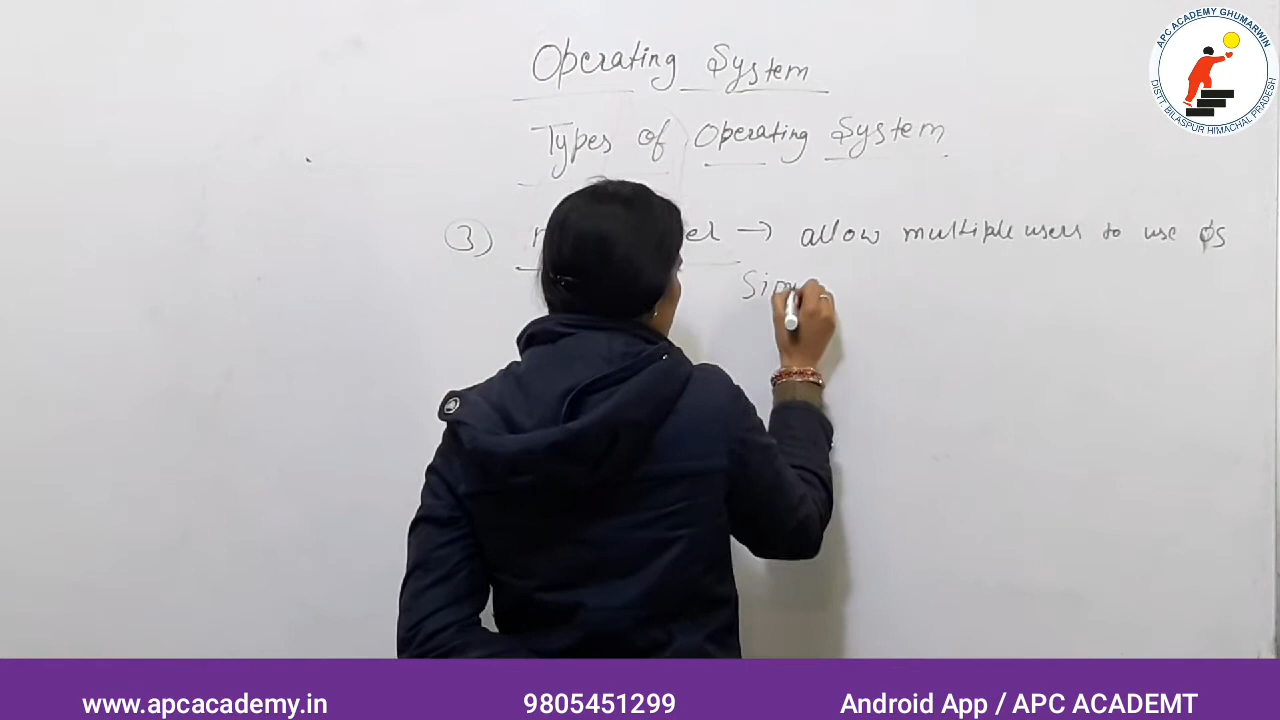 Operating System
Types of Operating System
③ → allow multiple users to use OS
APC ACADEMY GHUMARWIN
DISTT. BILASPUR HIMACHAL PRADESH
www.apcacademy.in
9805451299
Android App / APC ACADEMT